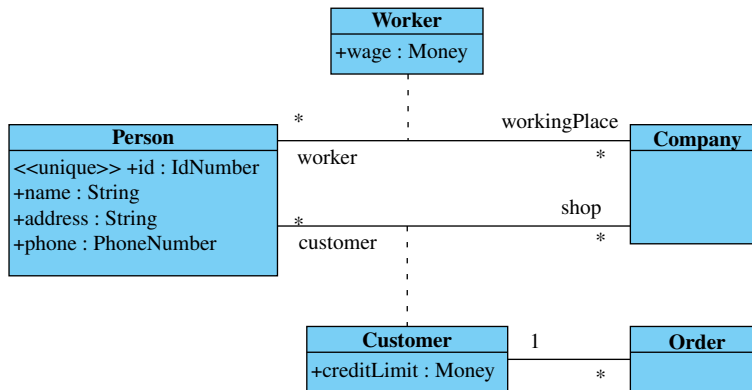 Worker
+wage : Money
* workingPlace
Person
Company
worker *
<<unique>> +id : IdNumber
+name : String
+address : String
+phone : PhoneNumber
* shop
customer *
Customer
1
Order
+creditLimit : Money
*